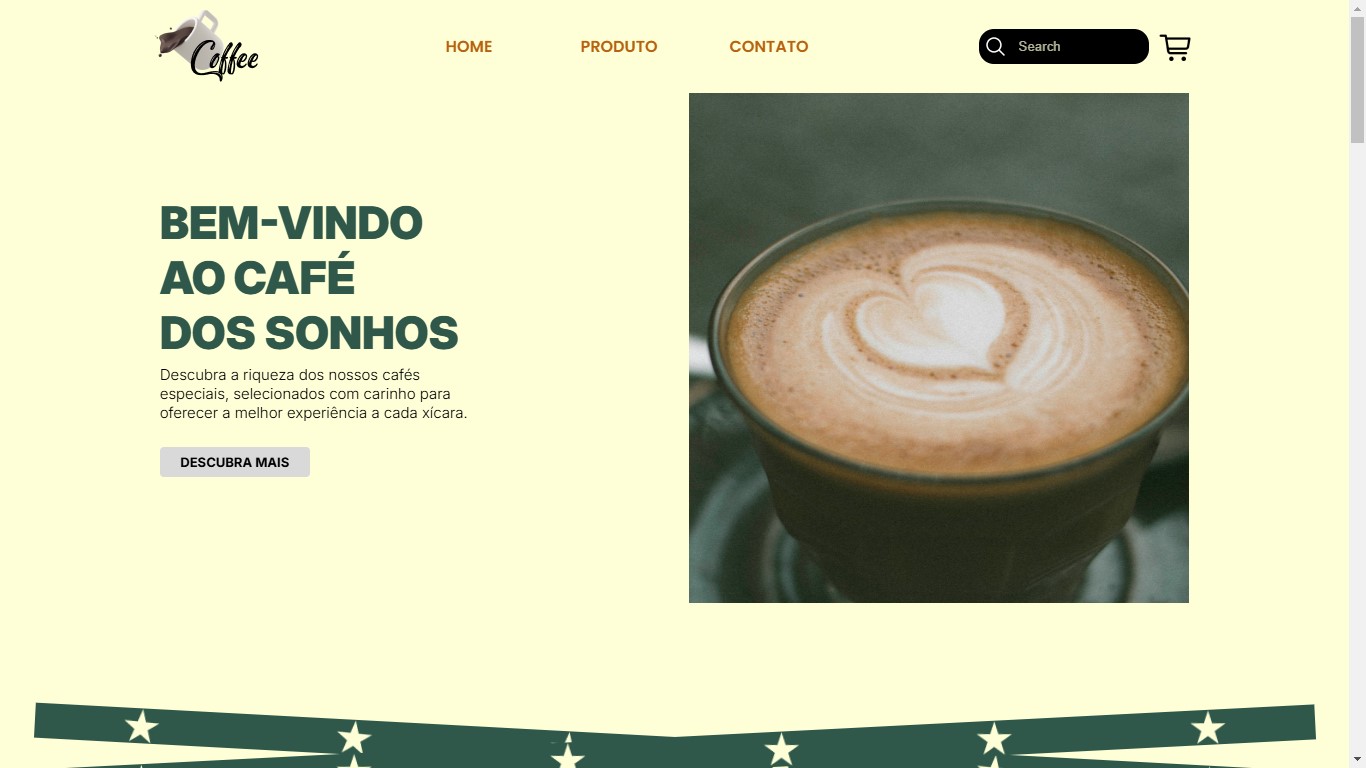 Coffee
HOME
PRODUTO
CONTATO
Search
BEM-VINDO
AO CAFÉ
DOS SONHOS
Descubra a riqueza dos nossos cafés
especiais, selecionados com carinho para
oferecer a melhor experiência a cada xícara.
DESCUBRA MAIS